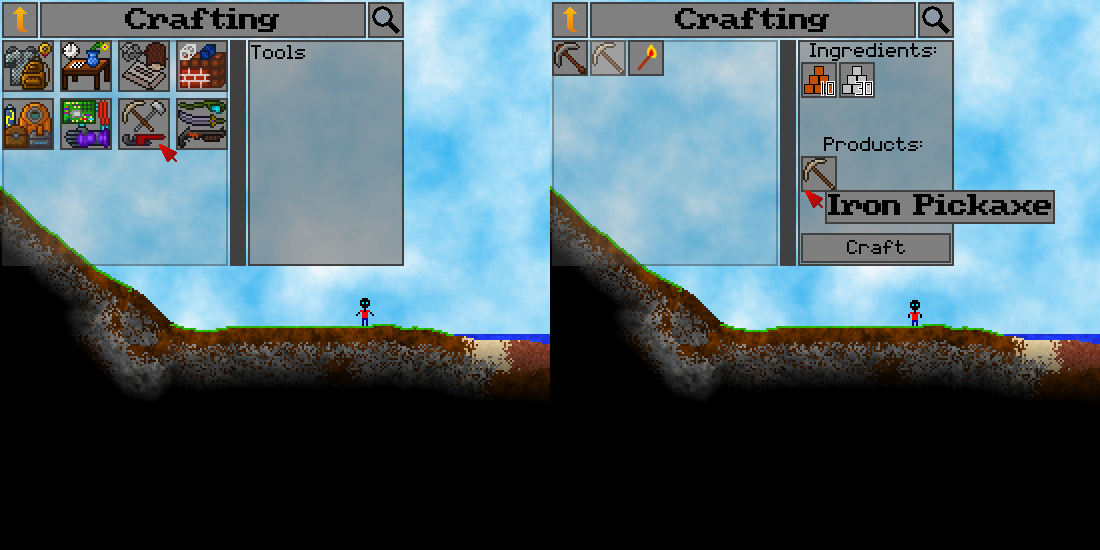 Crafting
Tools
Crafting
Ingredients:
10
30
Products:
Iron Pickaxe
Craft